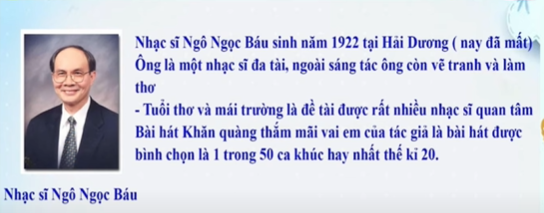 Nhạc sĩ Ngô Ngọc Báu sinh năm 1922 tại Hải Dương ( nay đã mất)
Ông là một nhạc sĩ đa tài, ngoài sáng tác ông còn vẽ tranh và làm
thơ
- Tuổi thơ và mái trường là đề tài được rất nhiều nhạc sĩ quan tâm
Bài hát Khăn quàng thắm mãi vai em của tác giả là bài hát được
bình chọn là 1 trong 50 ca khúc hay nhất thế kỉ 20.
Nhạc sĩ Ngô Ngọc Báu